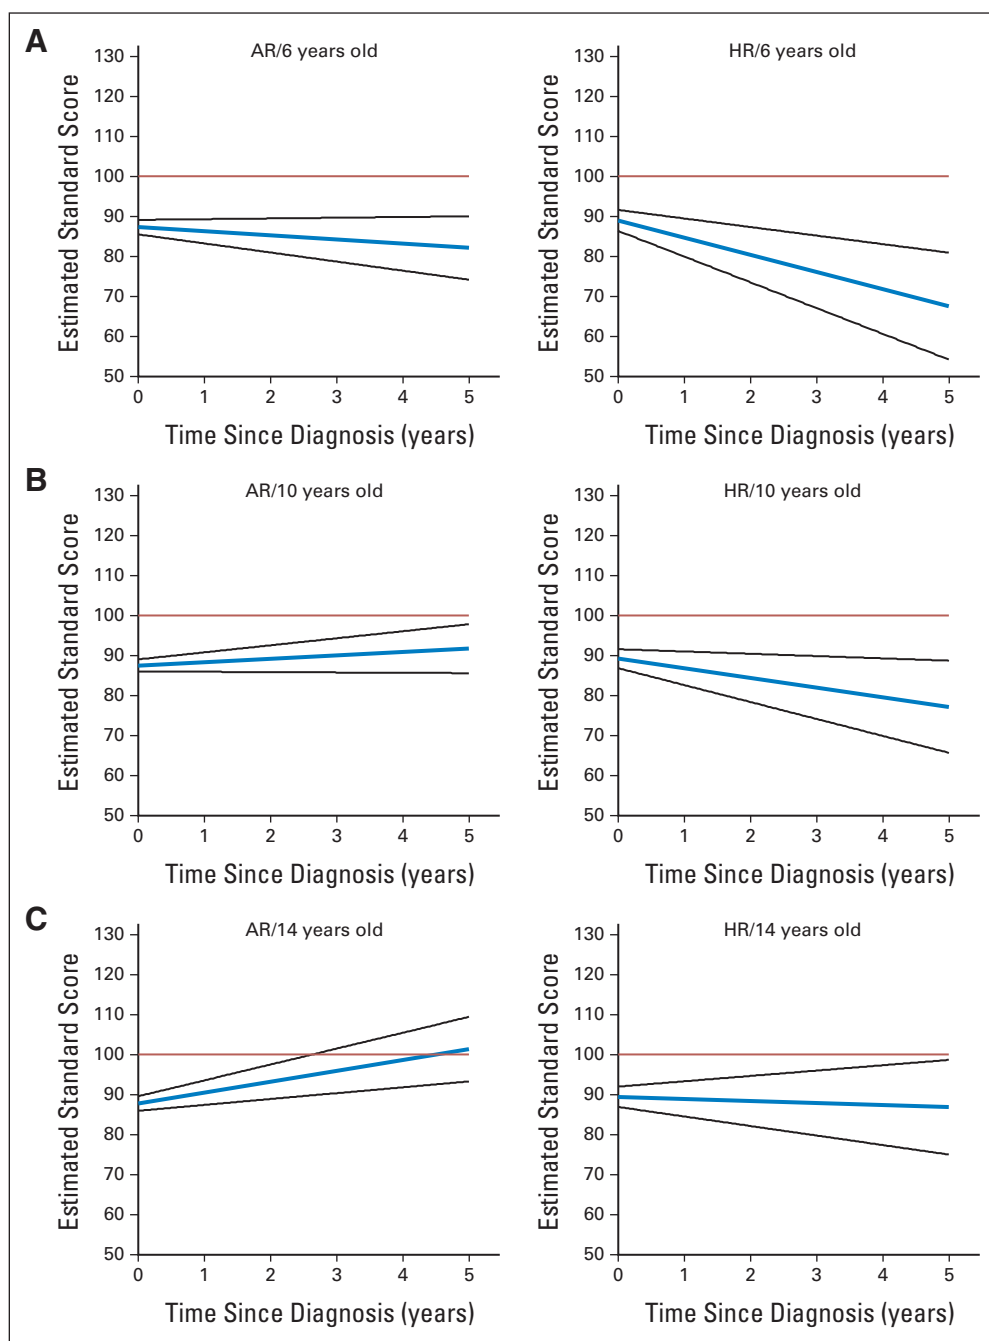 A
AR/6 years old
HR/6 years old
Estimated Standard Score
130
120
110
100
90
80
70
60
50
0 1 2 3 4 5
Time Since Diagnosis (years)
Estimated Standard Score
130
120
110
100
90
80
70
60
50
0 1 2 3 4 5
Time Since Diagnosis (years)
B
AR/10 years old
HR/10 years old
Estimated Standard Score
130
120
110
100
90
80
70
60
50
0 1 2 3 4 5
Time Since Diagnosis (years)
Estimated Standard Score
130
120
110
100
90
80
70
60
50
0 1 2 3 4 5
Time Since Diagnosis (years)
C
AR/14 years old
HR/14 years old
Estimated Standard Score
130
120
110
100
90
80
70
60
50
0 1 2 3 4 5
Time Since Diagnosis (years)
Estimated Standard Score
130
120
110
100
90
80
70
60
50
0 1 2 3 4 5
Time Since Diagnosis (years)